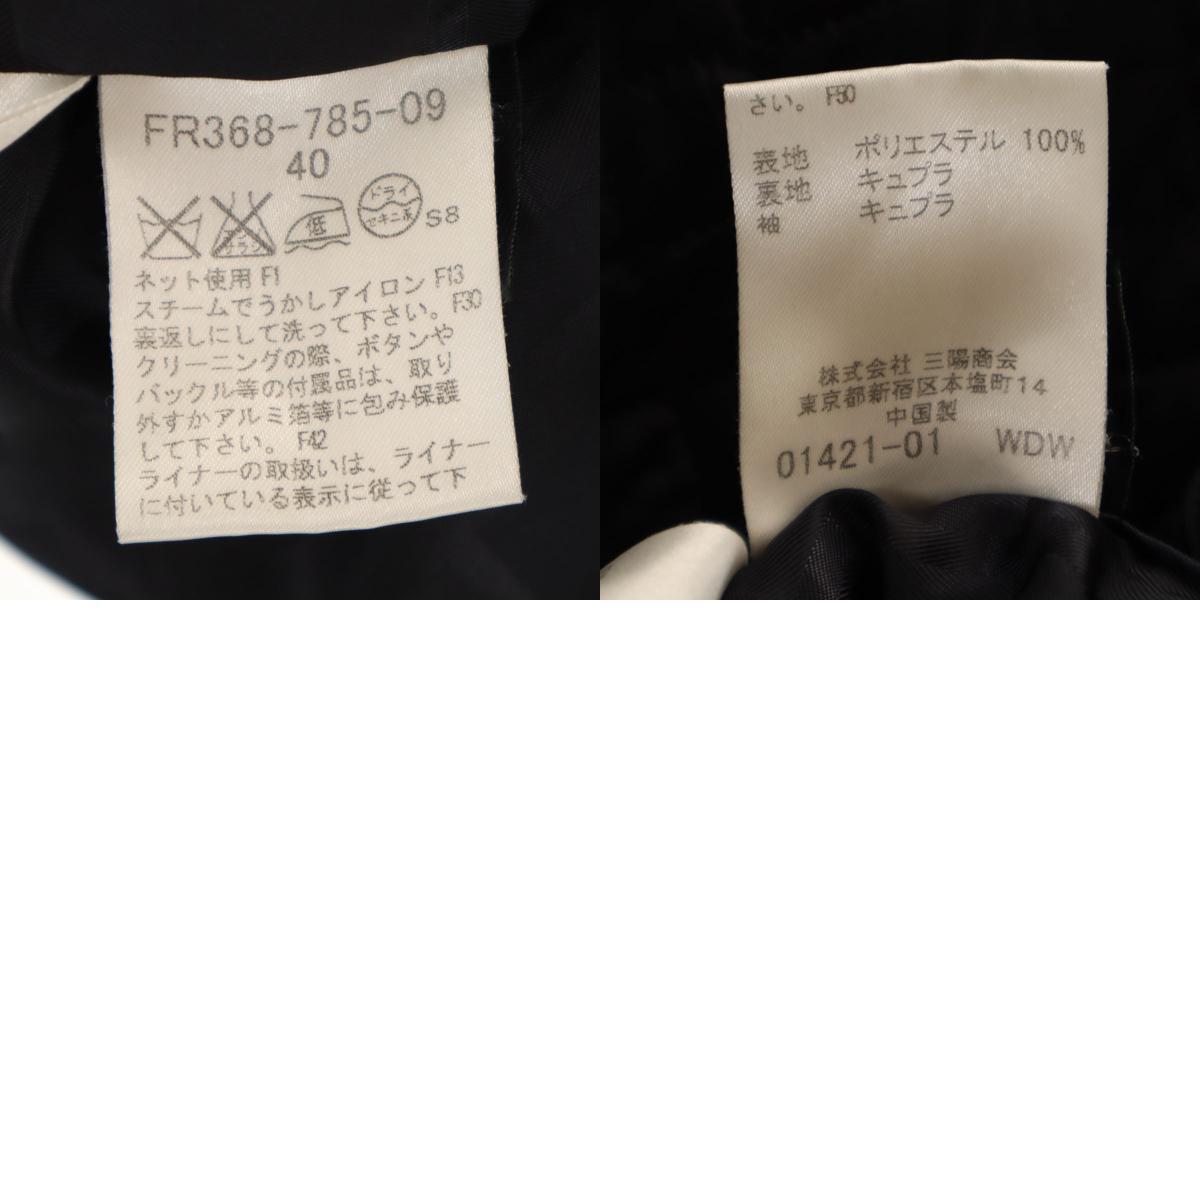 FR368-785-09
40
低
ドライ
セキユ系
S8
エンソ
サラシ
ネット使用 F1
スチームでうかしアイロン F13
裏返しにして洗って下さい。F30
クリーニングの際、ボタンや
バックル等の付属品は、取り
外すかアルミ箔等に包み保護
して下さい。 F42
ライナーの取扱いは、ライナー
に付いている表示に従って下
さい。 F50
表地 ポリエステル 100%
裏地 キュプラ
袖 キュプラ
株式会社 三陽商会
東京都新宿区本塩町14
中国製
01421-01 WDW